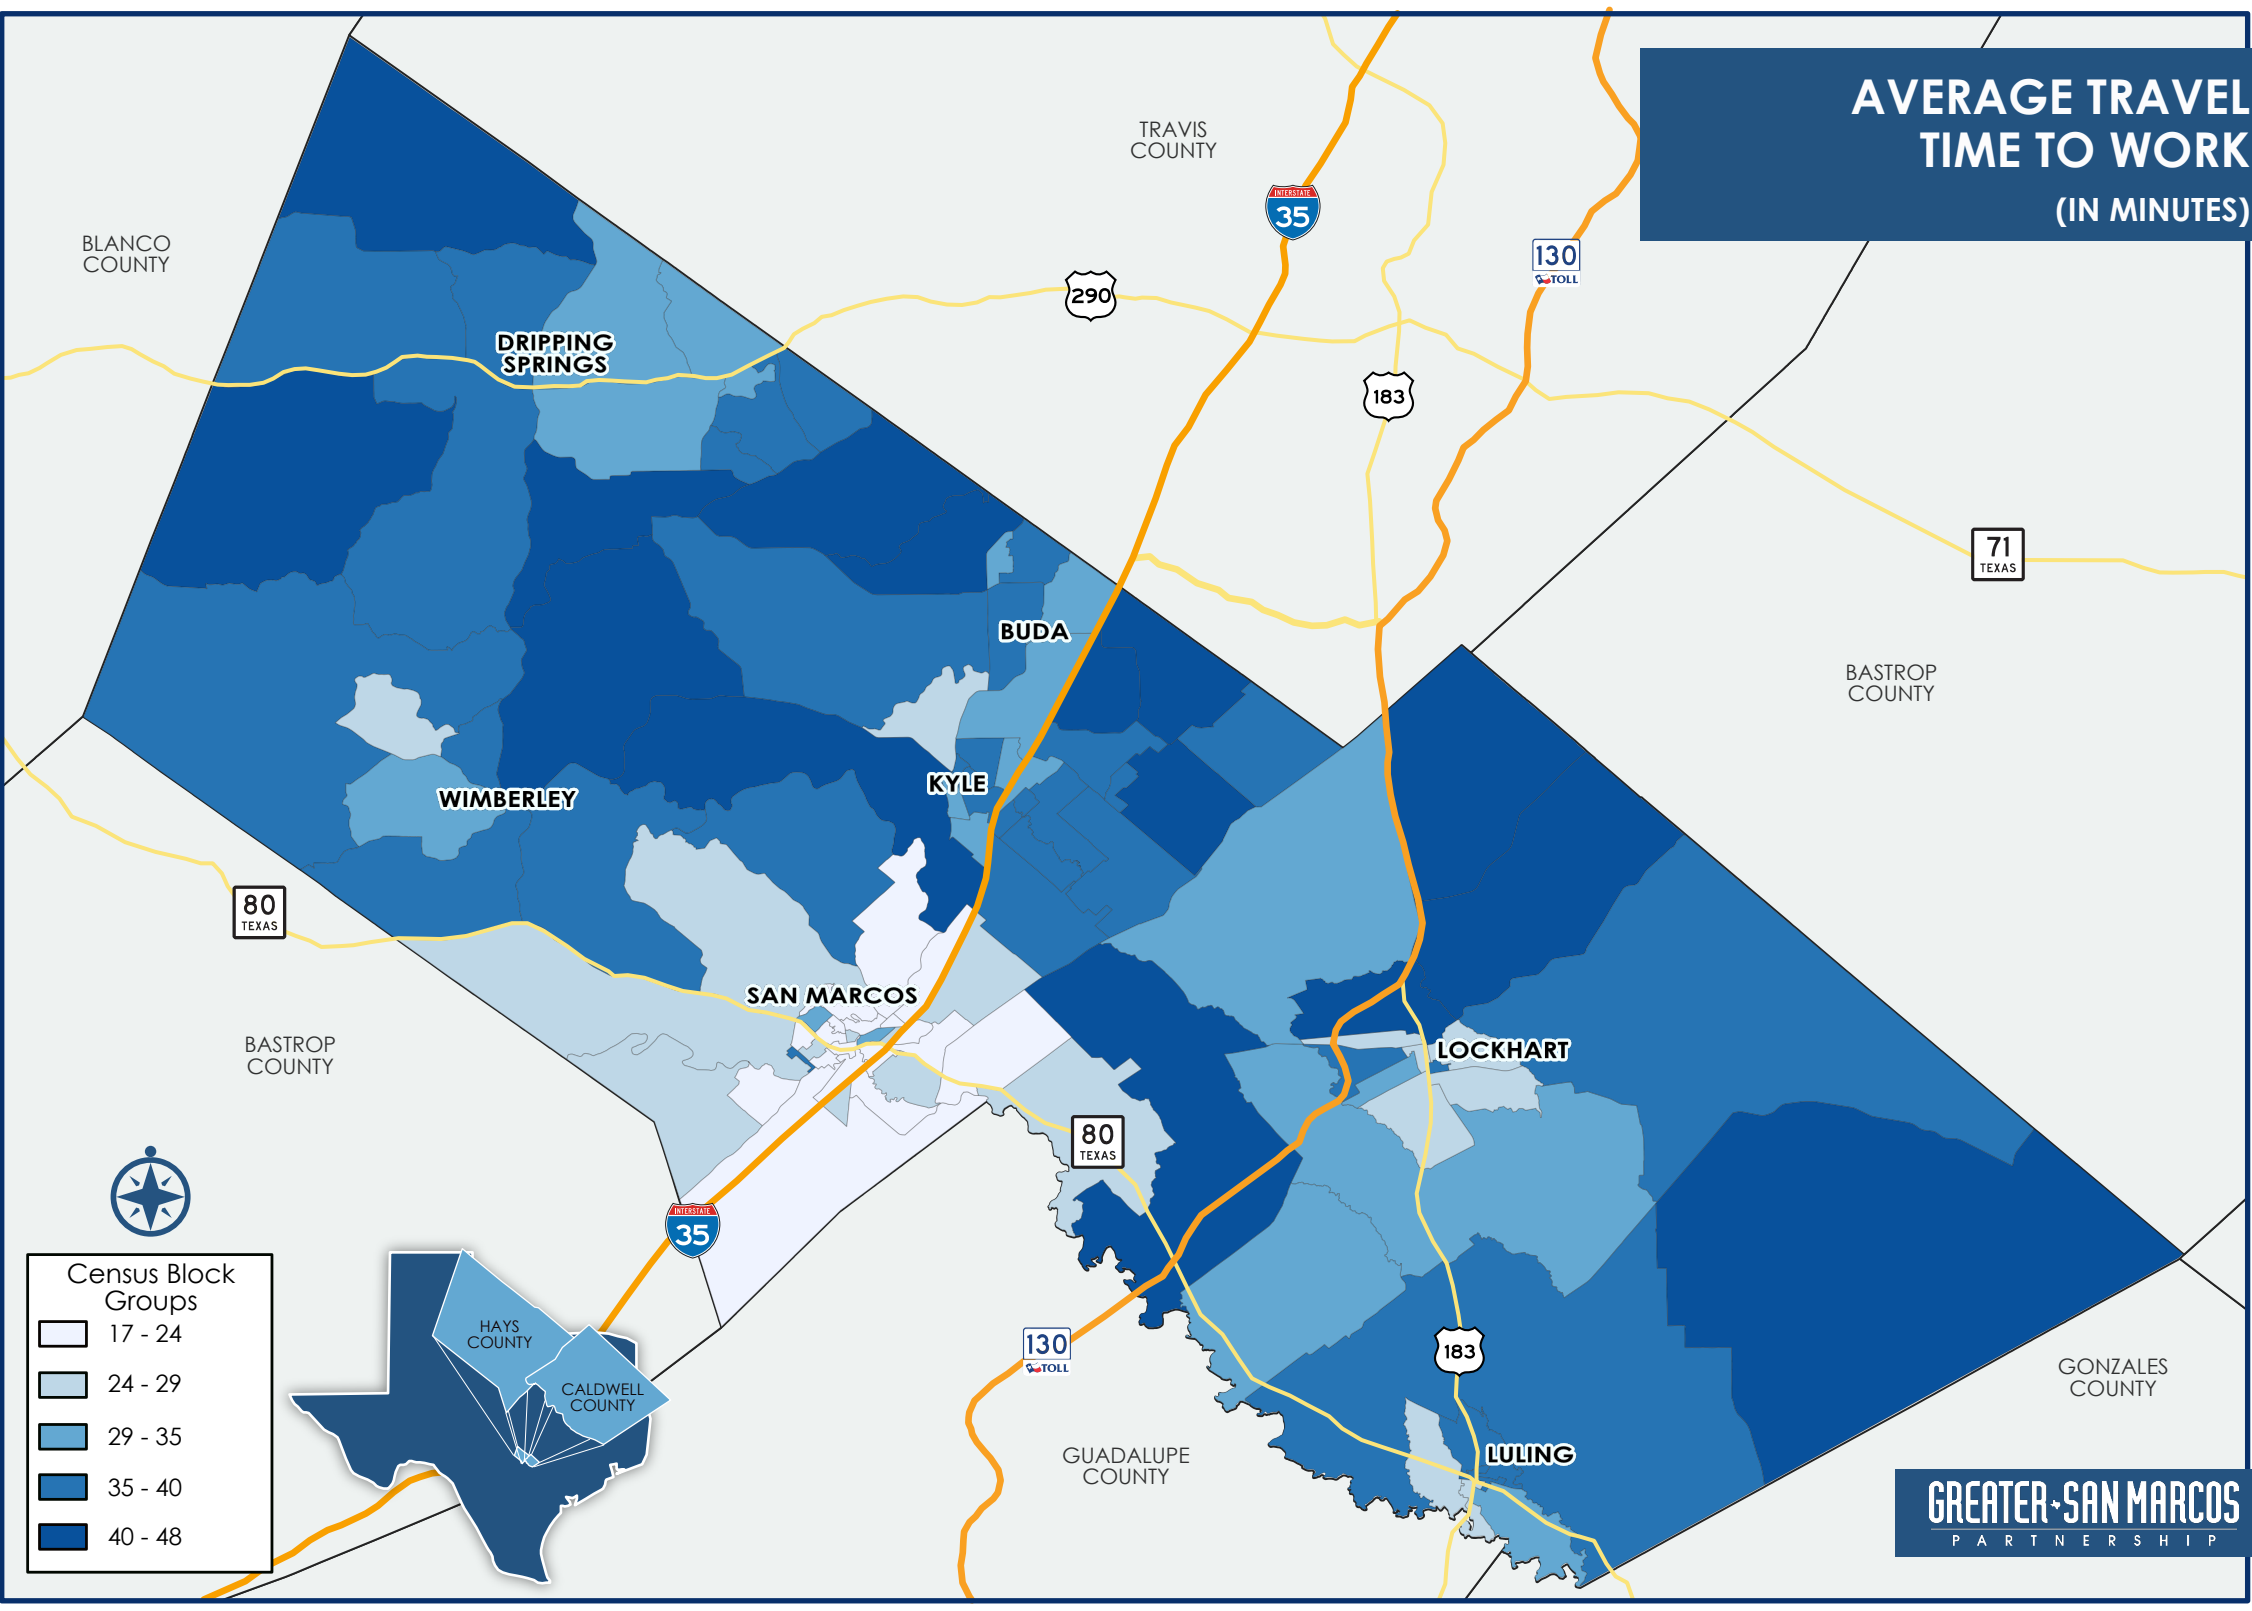 AVERAGE TRAVEL
TIME TO WORK
(IN MINUTES)
TRAVIS
COUNTY
INTERSTATE
35
BLANCO
COUNTY
130
TOLL
290
DRIPPING
SPRINGS
183
71
TEXAS
BUDA
BASTROP
COUNTY
KYLE
WIMBERLEY
80
TEXAS
SAN MARCOS
BASTROP
COUNTY
LOCKHART
80
TEXAS
INTERSTATE
35
Census Block
Groups
17 - 24
24 - 29
29 - 35
35 - 40
40 - 48
HAYS
COUNTY
CALDWELL
COUNTY
130
TOLL
183
GONZALES
COUNTY
GUADALUPE
COUNTY
LULING
GREATER SAN MARCOS
PARTNERSHIP